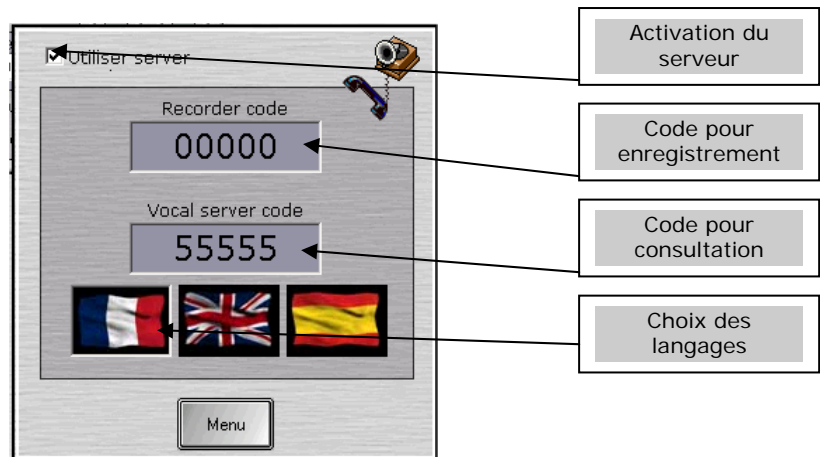 Utiliser server
Recorder code
00000
Vocal server code
55555
Menu
Activation du
serveur
Code pour
enregistrement
Code pour
consultation
Choix des
langages